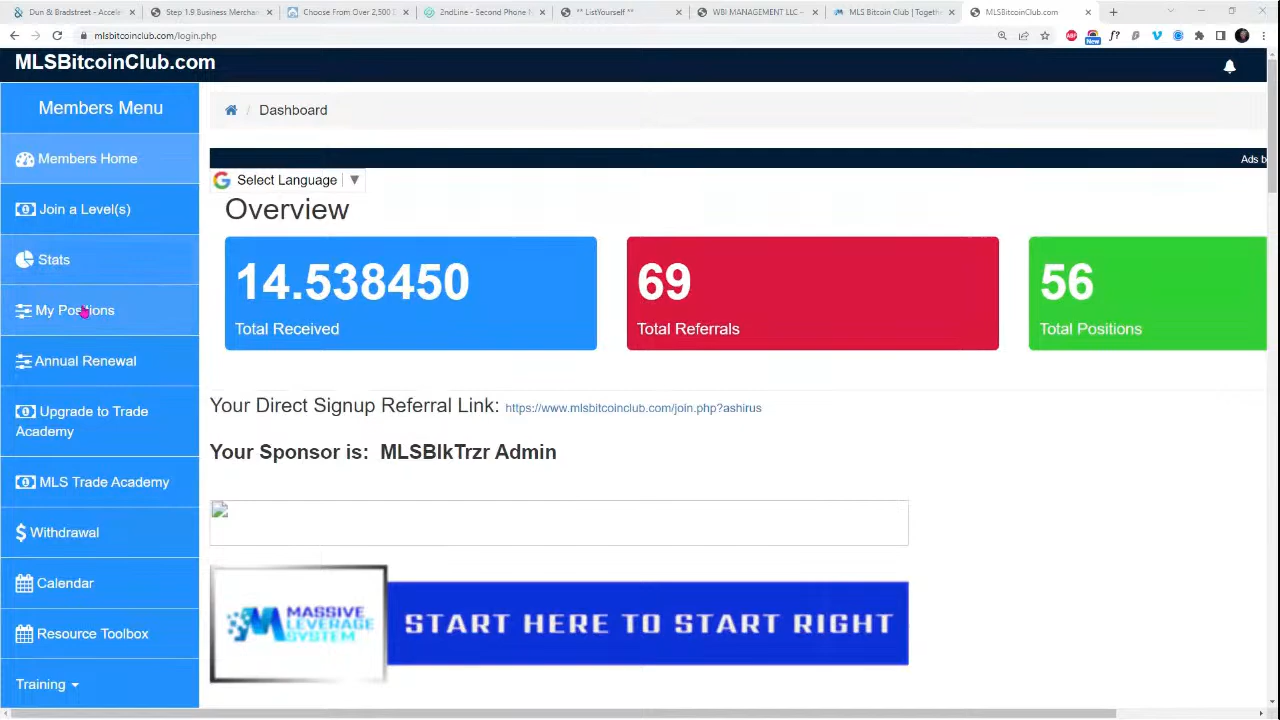 Dun & Bradstreet - Acceler
Step 1.9 Business Merchan
Choose From Over 2,500 D
2ndLine - Second Phone N
** ListYourself **
WBI MANAGEMENT LLC -
MLS Bitcoin Club | Togeth
MLSBitcoinClub.com
mlsbitcoinclub.com/login.php
ABP
New
f?
MLSBitcoinClub.com
Members Menu
Members Home
Join a Level(s)
Stats
My Positions
Annual Renewal
Upgrade to Trade
Academy
MLS Trade Academy
Withdrawal
Calendar
Resource Toolbox
Training
/ Dashboard
Ads b
Select Language
Overview
14.538450
Total Received
69
Total Referrals
56
Total Positions
Your Direct Signup Referral Link: https://www.mlsbitcoinclub.com/join.php?ashirus
Your Sponsor is: MLSBlkTrzr Admin
MASSIVE
LEVERAGE
SYSTEM
START HERE TO START RIGHT